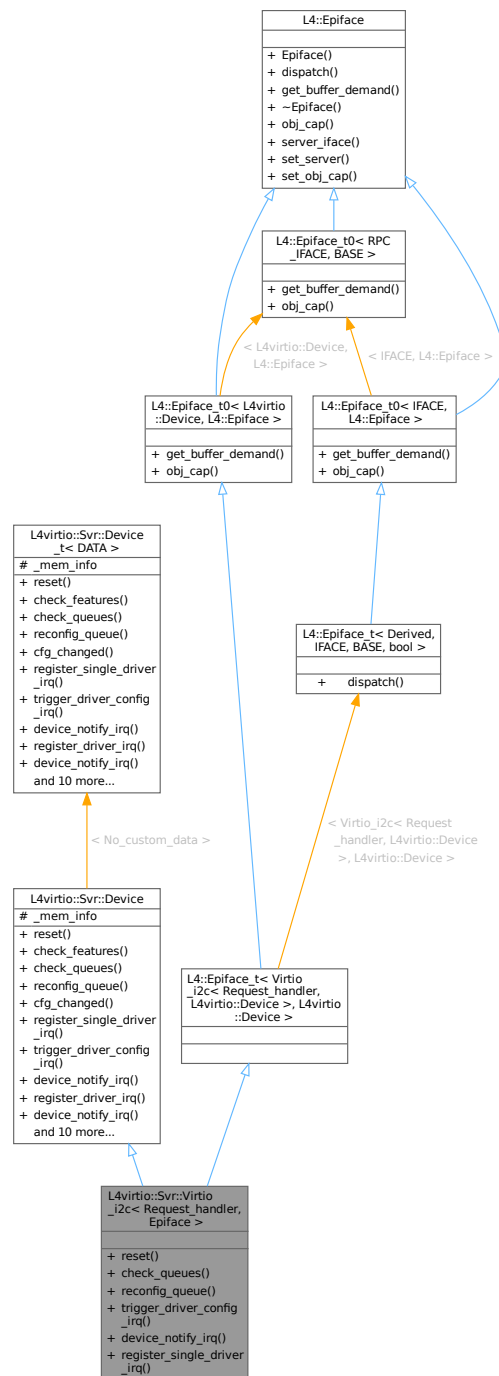 L4::Epiface
+ Epiface()
+ dispatch()
+ get_buffer_demand()
+ ~Epiface()
+ obj_cap()
+ server_iface()
+ set_server()
+ set_obj_cap()
L4::Epiface_t0< RPC
_IFACE, BASE >
+ get_buffer_demand()
+ obj_cap()
< L4virtio::Device,
L4::Epiface >
< IFACE, L4::Epiface >
L4::Epiface_t0< L4virtio
::Device, L4::Epiface >
+ get_buffer_demand()
+ obj_cap()
L4::Epiface_t0< IFACE,
L4::Epiface >
+ get_buffer_demand()
+ obj_cap()
L4virtio::Svr::Device
_t< DATA >
# _mem_info
+ reset()
+ check_features()
+ check_queues()
+ reconfig_queue()
+ cfg_changed()
+ register_single_driver
_irq()
+ trigger_driver_config
_irq()
+ device_notify_irq()
+ register_driver_irq()
+ device_notify_irq()
and 10 more...
L4::Epiface_t< Derived,
IFACE, BASE, bool >
+ dispatch()
< No_custom_data >
< Virtio_i2c< Request
_handler, L4virtio::Device
>, L4virtio::Device >
L4virtio::Svr::Device
# _mem_info
+ reset()
+ check_features()
+ check_queues()
+ reconfig_queue()
+ cfg_changed()
+ register_single_driver
_irq()
+ trigger_driver_config
_irq()
+ device_notify_irq()
+ register_driver_irq()
+ device_notify_irq()
and 10 more...
L4::Epiface_t< Virtio
_i2c< Request_handler,
L4virtio::Device >, L4virtio
::Device >
L4virtio::Svr::Virtio
_i2c< Request_handler,
Epiface >
+ reset()
+ check_queues()
+ reconfig_queue()
+ trigger_driver_config
_irq()
+ device_notify_irq()
+ register_single_driver
_irq()